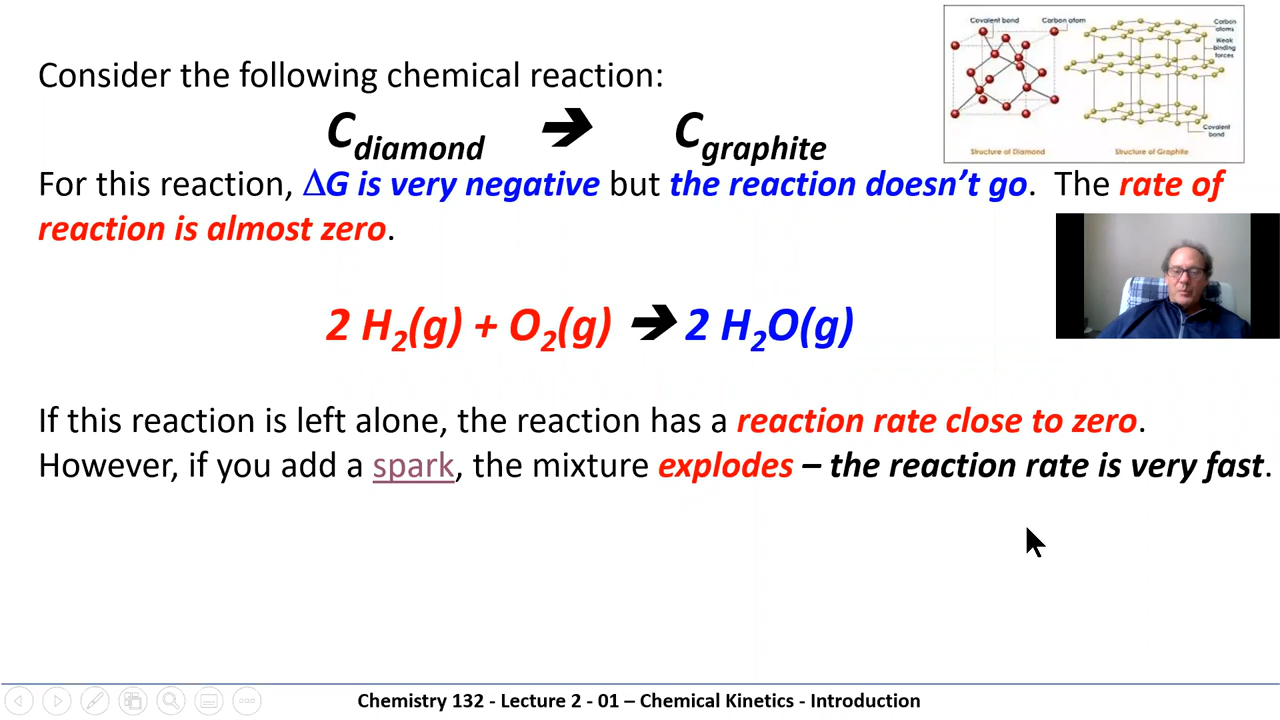 Covalent bond
Carbon atom
Carbon
atoms
Weak
binding
forces
Covalent
bond
Structure of Diamond
Structure of Graphite
Consider the following chemical reaction:
C diamond ➔ C graphite
For this reaction, ΔG is very negative but the reaction doesn’t go. The rate of
reaction is almost zero.
2 H₂(g) + O₂(g) ➔ 2 H₂O(g)
If this reaction is left alone, the reaction has a reaction rate close to zero.
However, if you add a spark, the mixture explodes – the reaction rate is very fast.
Chemistry 132 - Lecture 2 - 01 – Chemical Kinetics - Introduction